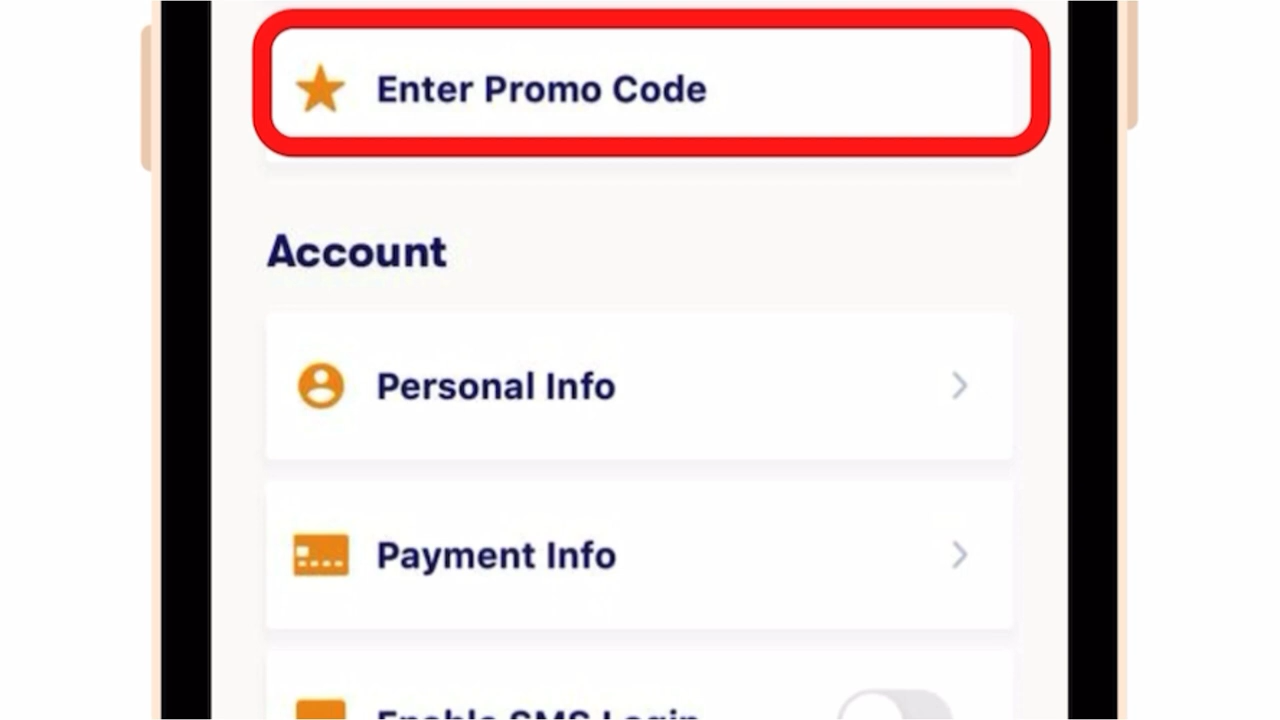 Enter Promo Code
Account
Personal Info
Payment Info
Enable SMS Login